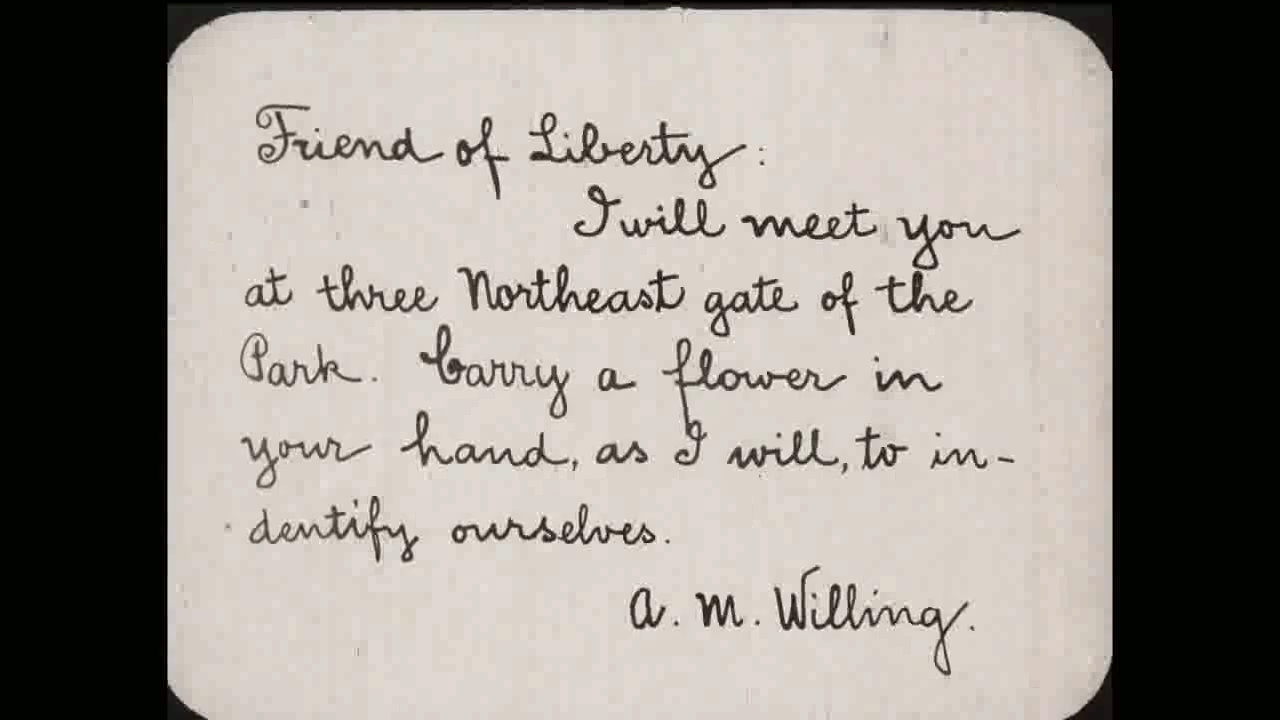 Friend of Liberty:
I will meet you
at three Northeast gate of the
Park. Carry a flower in
your hand, as I will, to in-
dentify ourselves.
A. M. Willing.